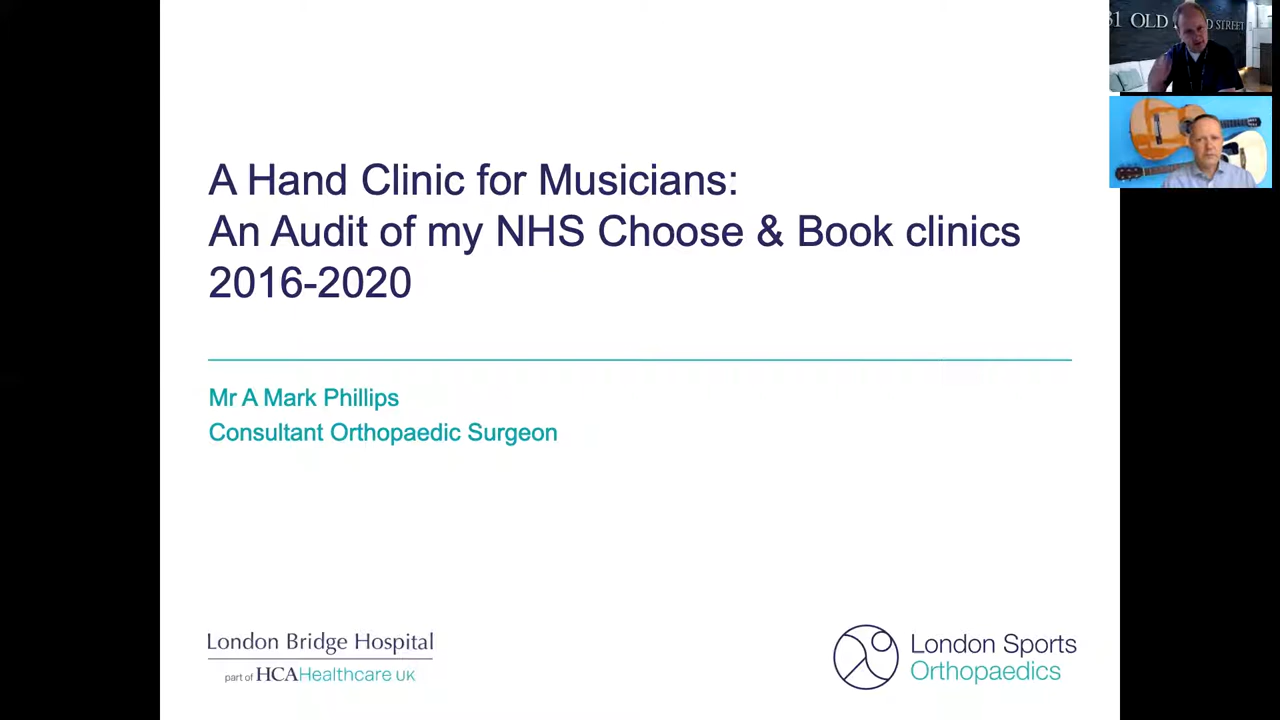 A Hand Clinic for Musicians:
An Audit of my NHS Choose & Book clinics
2016-2020
Mr A Mark Phillips
Consultant Orthopaedic Surgeon
London Bridge Hospital
part of HCAHealthcare UK
London Sports
Orthopaedics
31 OLD
STREET